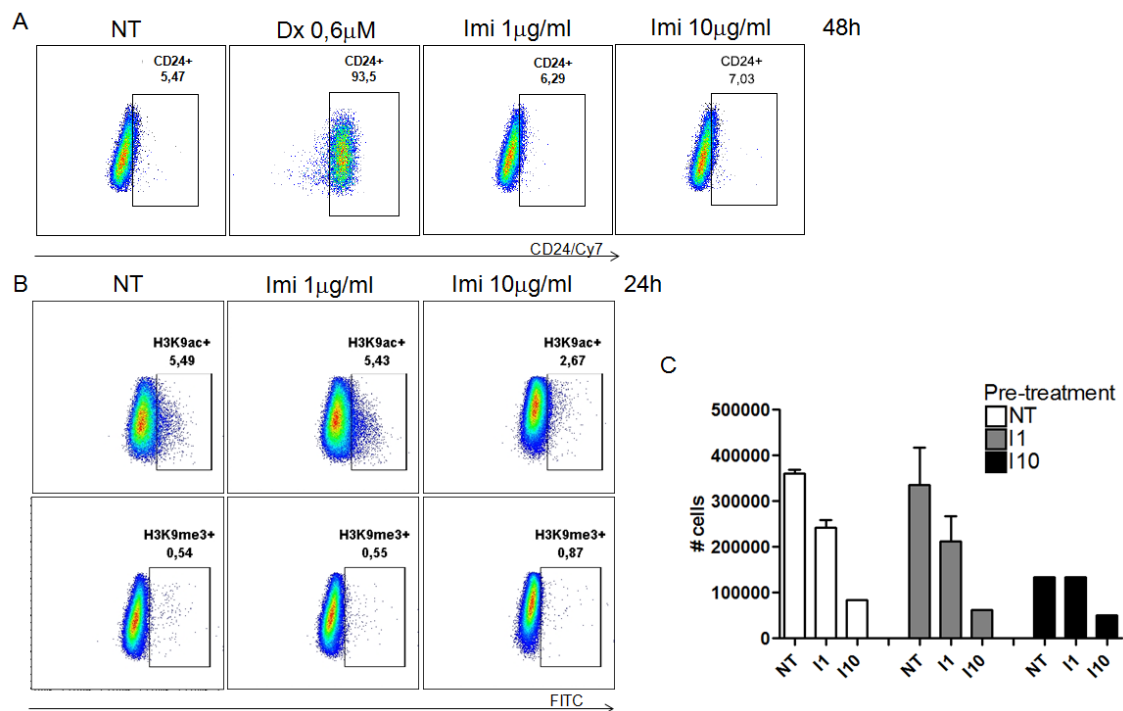 A
NT
Dx 0,6μM
Imi 1μg/ml
Imi 10μg/ml
48h
CD24+
5,47
CD24+
93,5
CD24+
6,29
CD24+
7,03
CD24/Cy7
B
NT
Imi 1μg/ml
Imi 10μg/ml
24h
H3K9ac+
5,49
H3K9ac+
5,43
H3K9ac+
2,67
H3K9me3+
0,54
H3K9me3+
0,55
H3K9me3+
0,87
FITC
C
Pre-treatment
NT
I1
I10
# cells
500000
400000
300000
200000
100000
0
NT
I1
I10
NT
I1
I10
NT
I1
I10